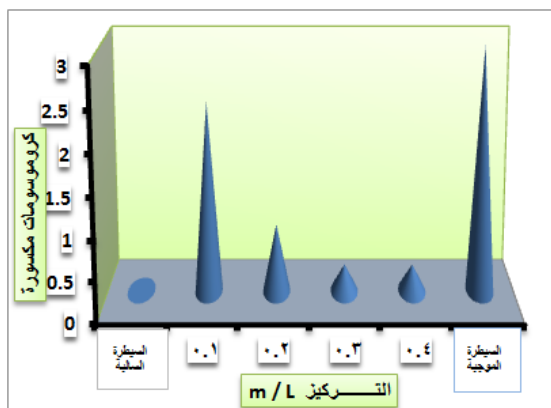 كروموسومات مكسورة
3
2.5
2
1.5
1
0.5
0
السيطرة
السالبة
٠.١
٠.٢
٠.٣
٠.٤
السيطرة
الموجبة
التـــــركيز m / L